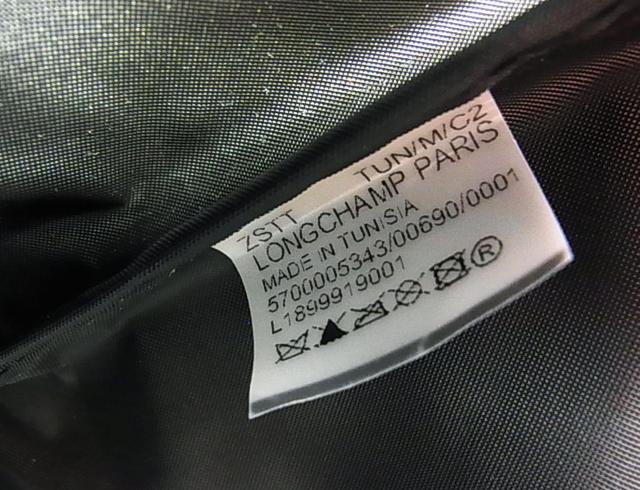 ZSTT TUN/M/C2
LONGCHAMP PARIS
MADE IN TUNISIA
5700005343/00690/0001
L1899919001
®